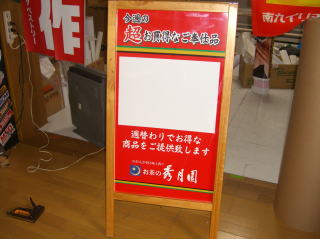 今週の
超お買得なご奉仕品
週替わりでお得な
商品をご提供致します
お茶の秀月園
作